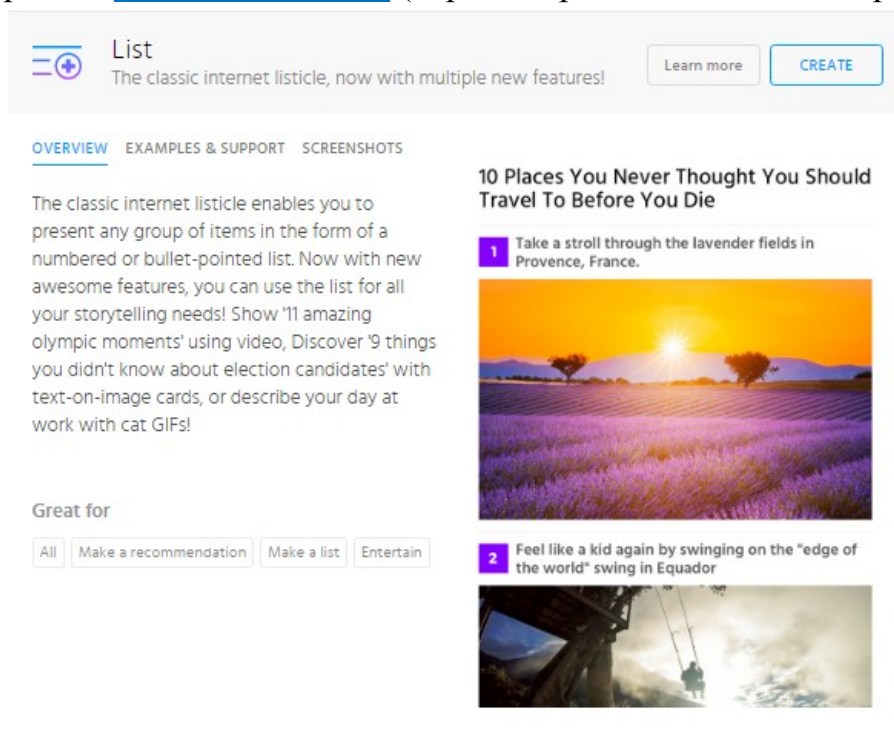 List
The classic internet listicle, now with multiple new features!
Learn more
CREATE
OVERVIEW EXAMPLES & SUPPORT SCREENSHOTS
The classic internet listicle enables you to
present any group of items in the form of a
numbered or bullet-pointed list. Now with new
awesome features, you can use the list for all
your storytelling needs! Show '11 amazing
olympic moments' using video, Discover '9 things
you didn't know about election candidates' with
text-on-image cards, or describe your day at
work with cat GIFs!
Great for
All Make a recommendation Make a list Entertain
10 Places You Never Thought You Should
Travel To Before You Die
1 Take a stroll through the lavender fields in
Provence, France.
2 Feel like a kid again by swinging on the "edge of
the world" swing in Equador